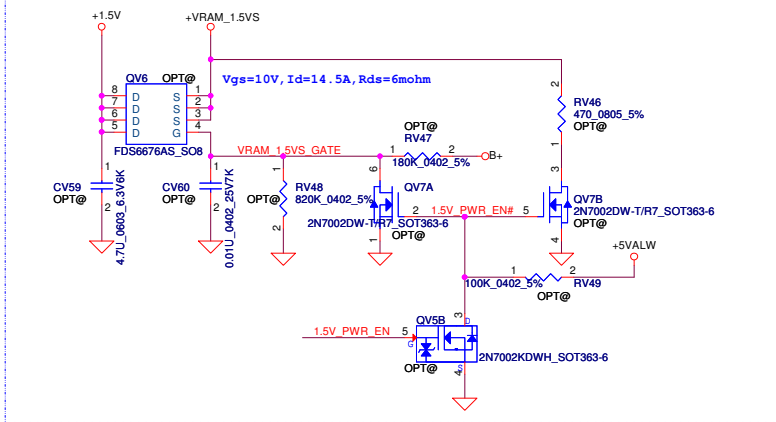 +1.5V
+VRAM_1.5VS
QV6
OPT@
Vgs=10V,Id=14.5A,Rds=6mohm
8
7
6
5
D
D
D
D
S
S
S
G
1
2
3
4
FDS6676AS_SO8
2
RV46
470_0805_5%
OPT@
1
VRAM_1.5VS_GATE
OPT@
RV47
1
2
180K_0402_5%
B+
CV59
OPT@
1
2
4.7U_0603_6.3V6K
CV60
OPT@
1
2
0.01U_0402_25V7K
1
RV48
820K_0402_5%
OPT@
2
6
QV7A
2
2N7002DW-T/R7_SOT363-6
OPT@
1
1.5V_PWR_EN#
3
5
QV7B
2N7002DW-T/R7_SOT363-6
OPT@
4
+5VALW
1
2
100K_0402_5%
RV49
OPT@
3
D
QV5B
1.5V_PWR_EN
5
G
2N7002KDWH_SOT363-6
OPT@
S
4